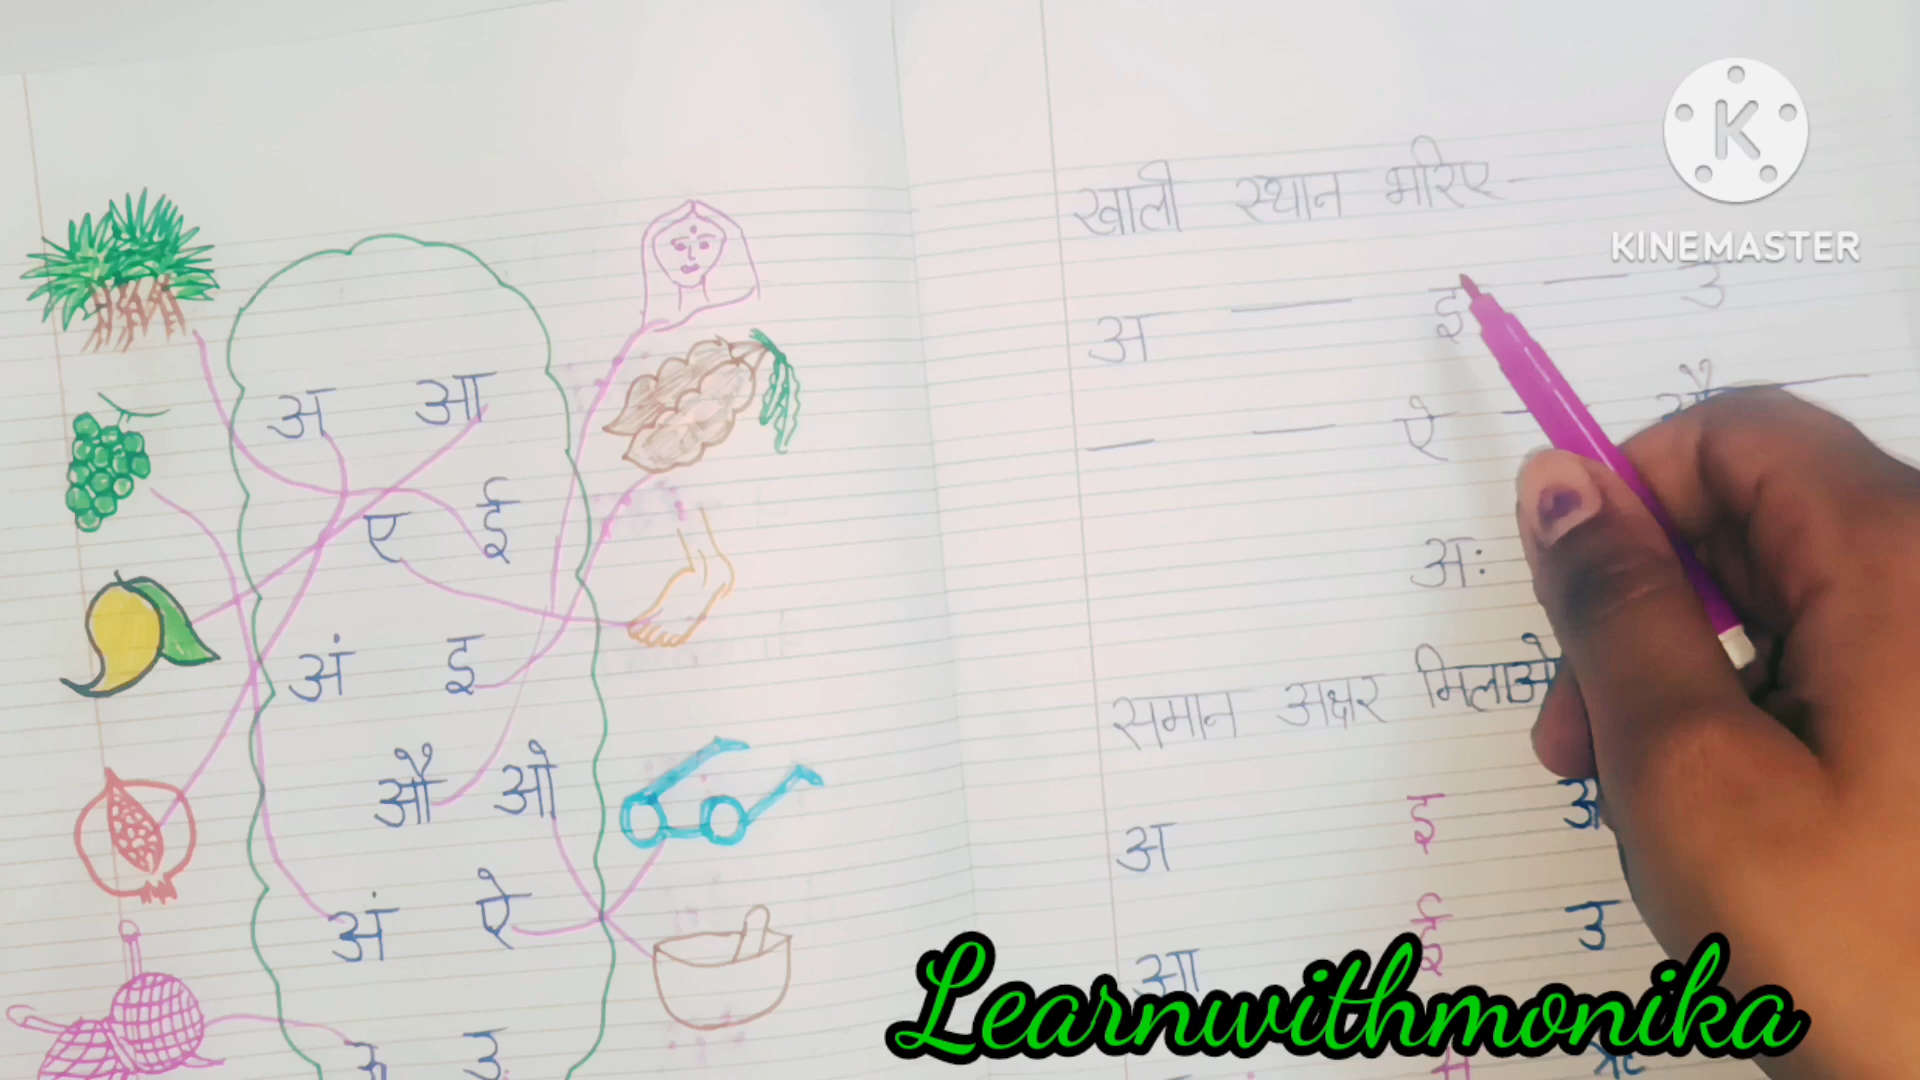 अ आ
ए ई
अं इ
औ ओ
अं ऐ
ऊ उ
खाली स्थान भरिए-
अ — इ — उ
— — ऐ — औ —
अः
समान अक्षर मिलाओ
अ इ अ
आ ई उ
K
KINEMASTER
Learnwithmonika